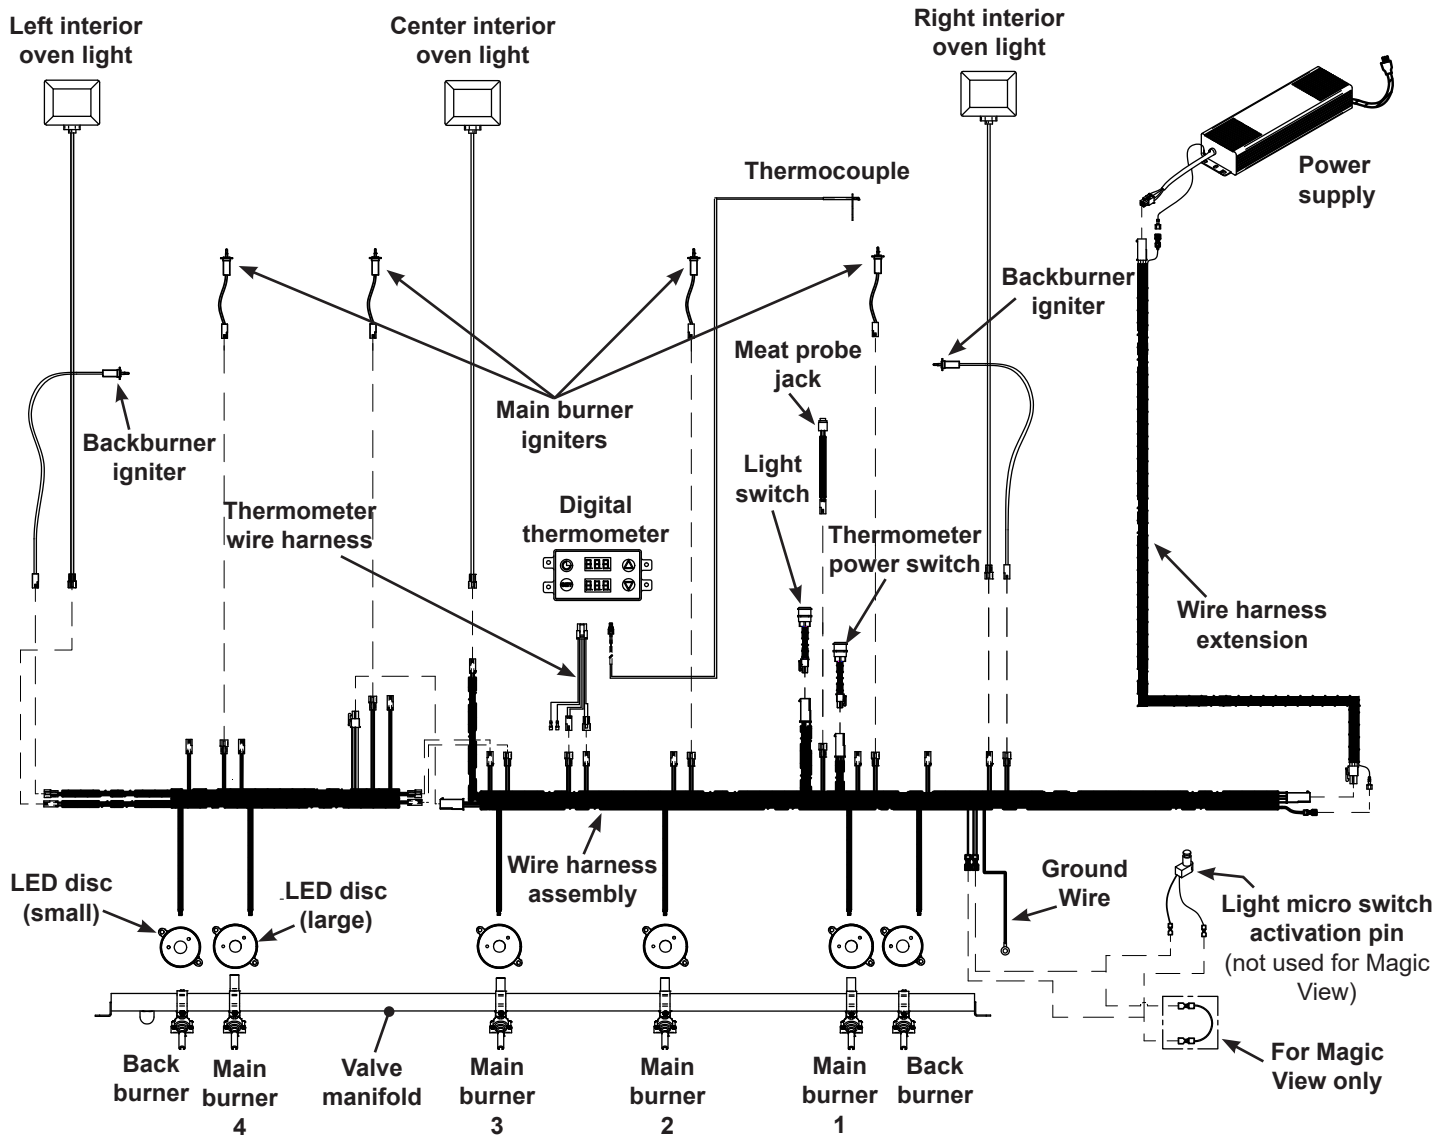 Left interior
oven light
Center interior
oven light
Right interior
oven light
Thermocouple
Power
supply
Backburner
igniter
Meat probe
jack
Main burner
igniters
Backburner
igniter
Light
switch
Thermometer
wire harness
Digital
thermometer
Thermometer
power switch
Wire harness
extension
Wire harness
assembly
Ground
Wire
LED disc
(small)
LED disc
(large)
Light micro switch
activation pin
(not used for Magic
View)
Back
burner
Main
burner
4
Valve
manifold
Main
burner
3
Main
burner
2
Main
burner
1
Back
burner
For Magic
View only